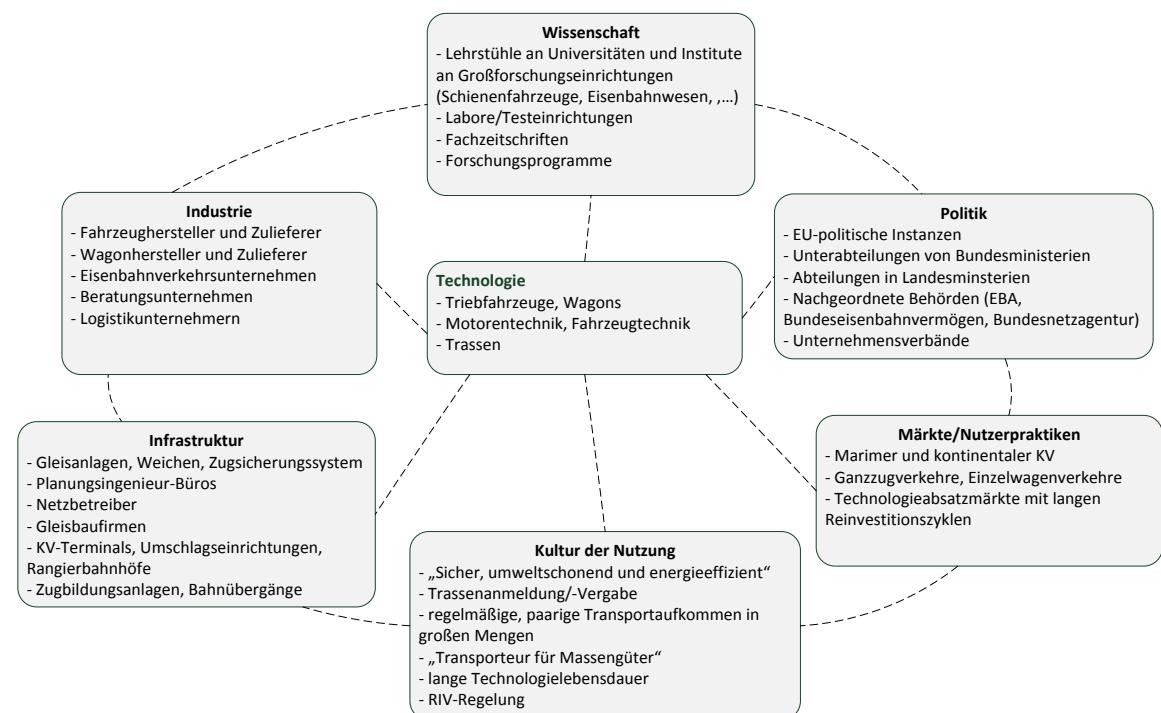 Wissenschaft
- Lehrstühle an Universitäten und Institute
an Großforschungseinrichtungen
(Schienenfahrzeuge, Eisenbahnwesen, ,…)
- Labore/Testeinrichtungen
- Fachzeitschriften
- Forschungsprogramme
Industrie
- Fahrzeughersteller und Zulieferer
- Wagonhersteller und Zulieferer
- Eisenbahnverkehrsunternehmen
- Beratungsunternehmen
- Logistikunternehmern
Technologie
- Triebfahrzeuge, Wagons
- Motorentechnik, Fahrzeugtechnik
- Trassen
Politik
- EU-politische Instanzen
- Unterabteilungen von Bundesministerien
- Abteilungen in Landesminsterien
- Nachgeordnete Behörden (EBA,
Bundeseisenbahnvermögen, Bundesnetzagentur)
- Unternehmensverbände
Infrastruktur
- Gleisanlagen, Weichen, Zugsicherungssystem
- Planungsingenieur-Büros
- Netzbetreiber
- Gleisbaufirmen
- KV-Terminals, Umschlagseinrichtungen,
Rangierbahnhöfe
- Zugbildungsanlagen, Bahnübergänge
Märkte/Nutzerpraktiken
- Marimer und kontinentaler KV
- Ganzzugverkehre, Einzelwagenverkehre
- Technologieabsatzmärkte mit langen
Reinvestitionszyklen
Kultur der Nutzung
- „Sicher, umweltschonend und energieeffizient“
- Trassenanmeldung/-Vergabe
- regelmäßige, paarige Transportaufkommen in
großen Mengen
- „Transporteur für Massengüter“
- lange Technologielebensdauer
- RIV-Regelung